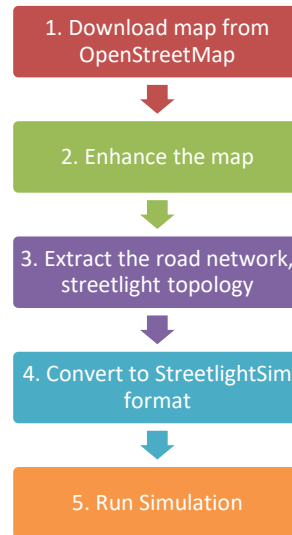 1. Download map from
OpenStreetMap
2. Enhance the map
3. Extract the road network,
streetlight topology
4. Convert to StreetlightSim
format
5. Run Simulation